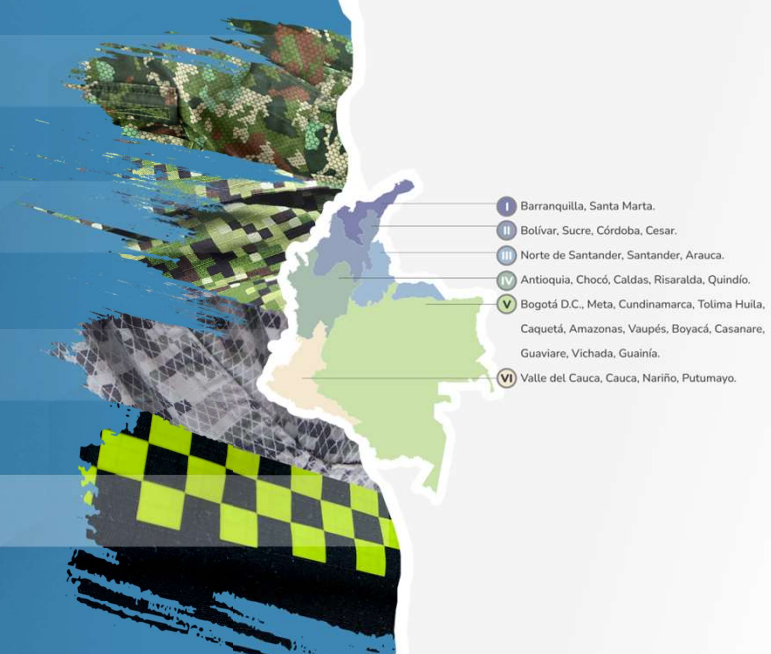 I Barranquilla, Santa Marta.
II Bolívar, Sucre, Córdoba, Cesar.
III Norte de Santander, Santander, Arauca.
IV Antioquia, Chocó, Caldas, Risaralda, Quindío.
V Bogotá D.C., Meta, Cundinamarca, Tolima Huila,
Caquetá, Amazonas, Vaupés, Boyacá, Casanare,
Guaviare, Vichada, Guainía.
VI Valle del Cauca, Cauca, Nariño, Putumayo.